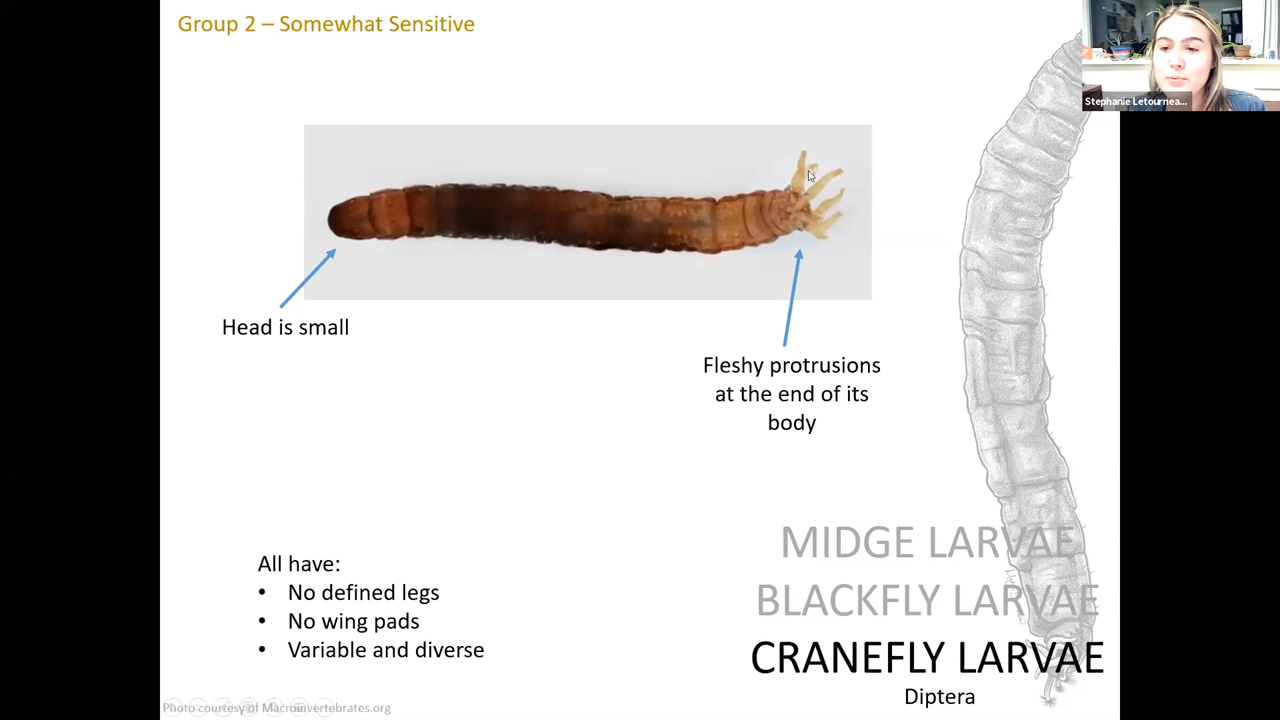 Group 2 – Somewhat Sensitive
Stephanie Letournea...
Head is small
Fleshy protrusions
at the end of its
body
All have:
• No defined legs
• No wing pads
• Variable and diverse
MIDGE LARVAE
BLACKFLY LARVAE
CRANEFLY LARVAE
Diptera
Photo courtesy of Macroinvertebrates.org